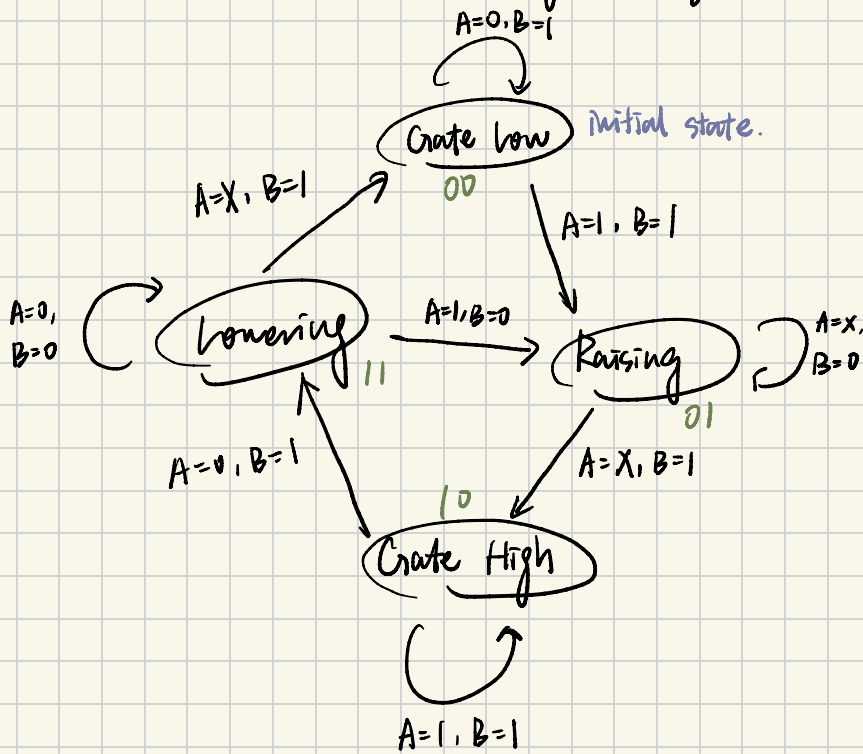 A=0, B=1
Gate Low
initial state.
00
A=X, B=1
A=1, B=1
A=0,
B=0
Lowering
11
A=1, B=0
Raising
01
A=X,
B=0
A=0, B=1
A=X, B=1
10
Gate High
A=1, B=1